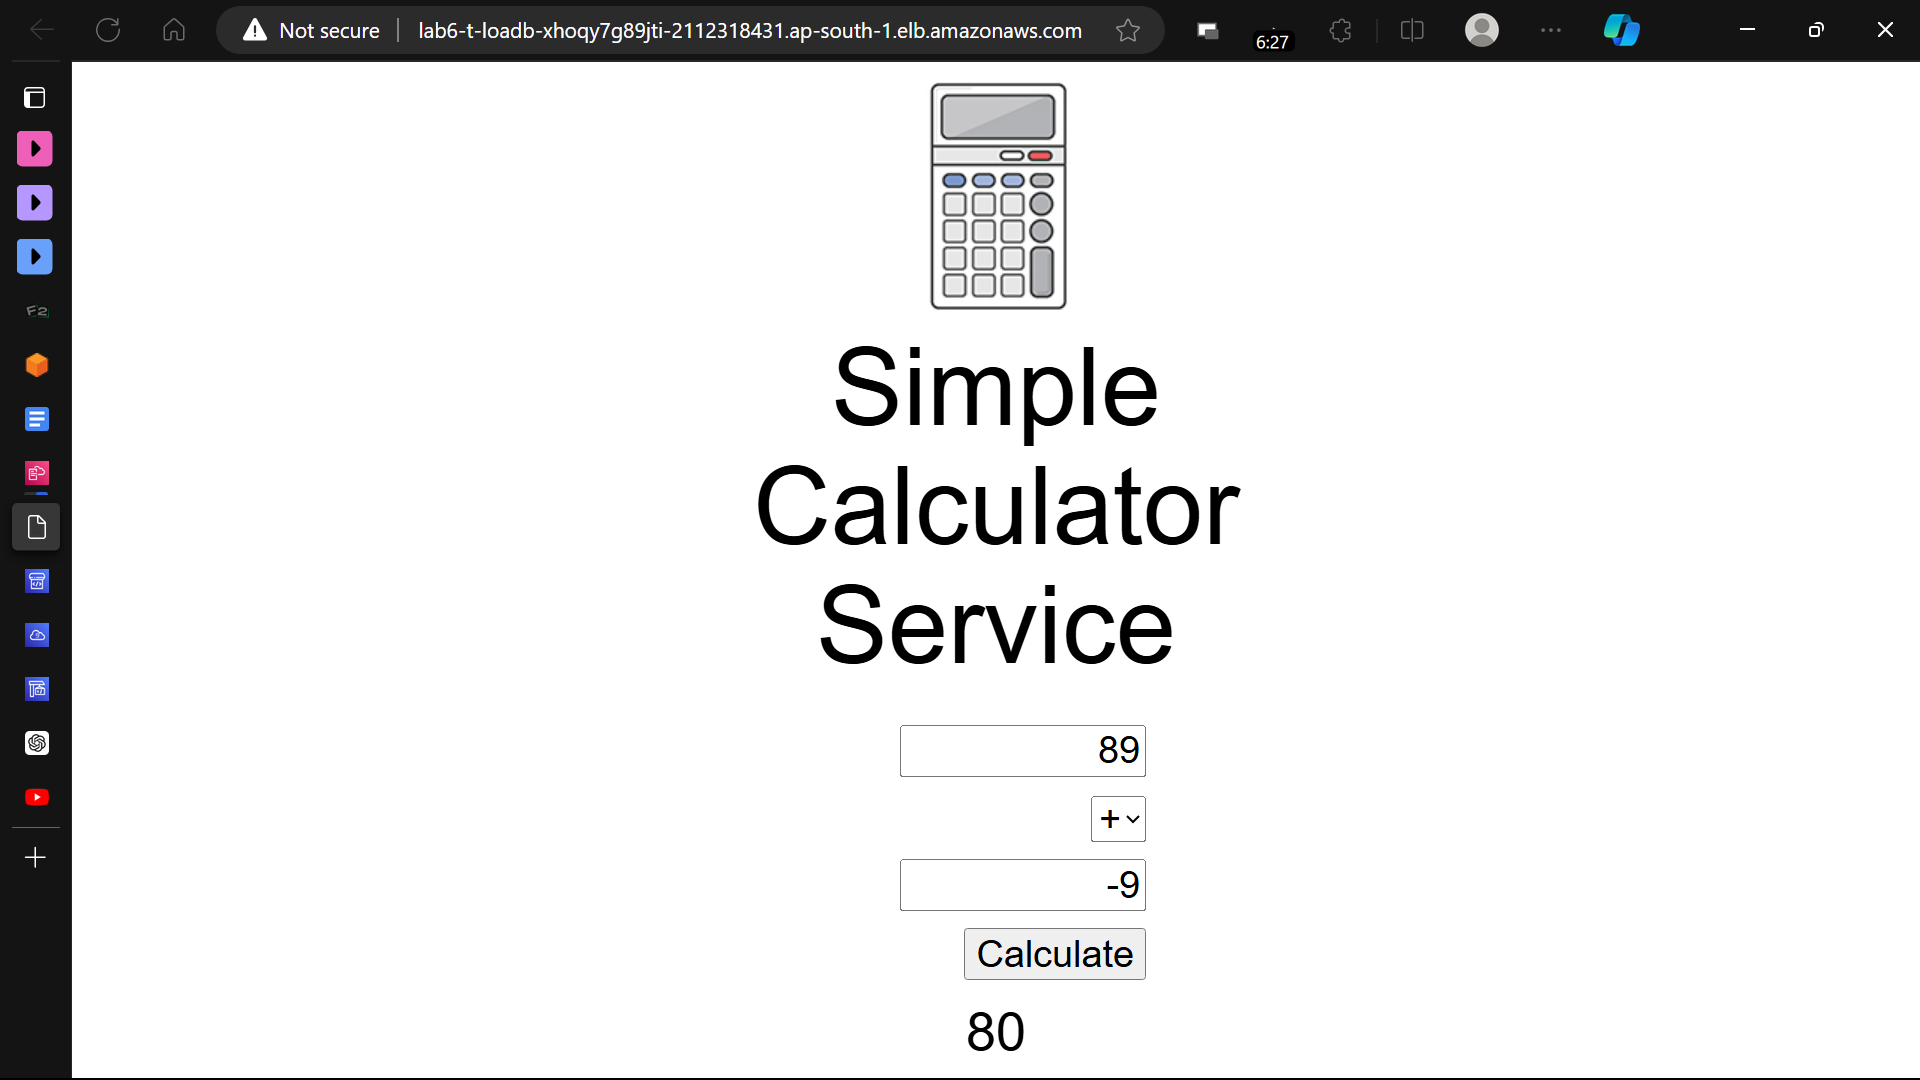 Not secure
lab6-t-loadb-xhoqy7g89jti-2112318431.ap-south-1.elb.amazonaws.com
6:27
F2
Simple
Calculator
Service
89
+
-9
Calculate
80